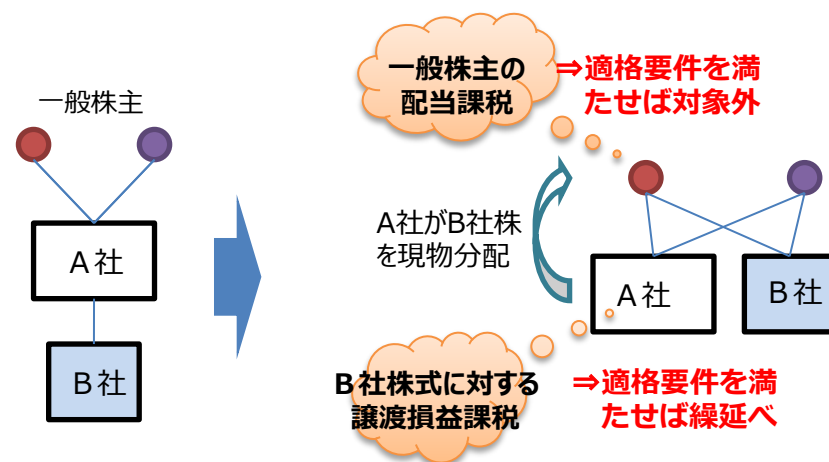 一般株主
A社
B社
一般株主の
配当課税
⇒適格要件を満
たせば対象外
A社がB社株
を現物分配
A社
B社
B社株式に対する
譲渡損益課税
⇒適格要件を満
たせば繰延べ